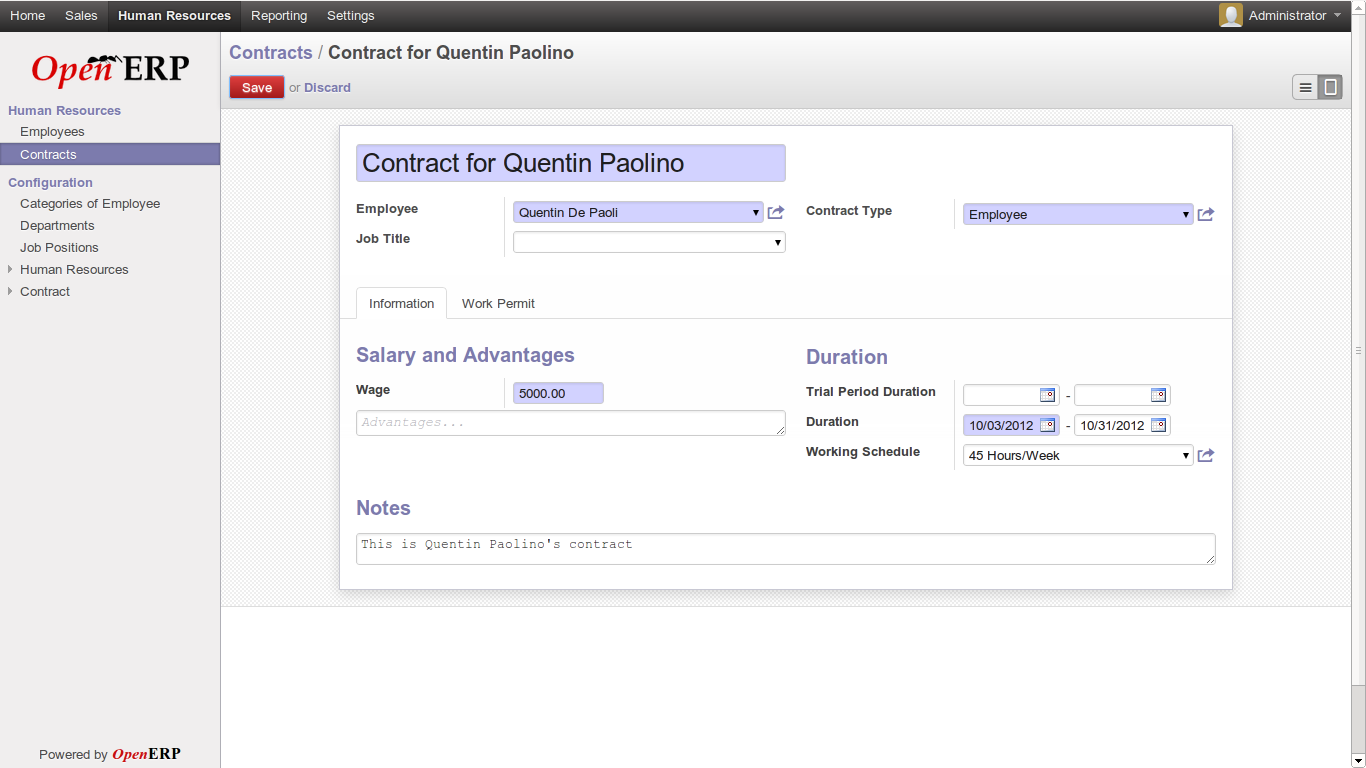 Home Sales Human Resources Reporting Settings Administrator
OpenERP
Contracts / Contract for Quentin Paolino
Save or Discard
Human Resources
Employees
Contracts
Configuration
Categories of Employee
Departments
Job Positions
Human Resources
Contract
Contract for Quentin Paolino
Employee Quentin De Paoli Contract Type Employee
Job Title
Information Work Permit
Salary and Advantages Duration
Wage 5000.00 Trial Period Duration -
Advantages... Duration 10/03/2012 - 10/31/2012
Working Schedule 45 Hours/Week
Notes
This is Quentin Paolino's contract
Powered by OpenERP